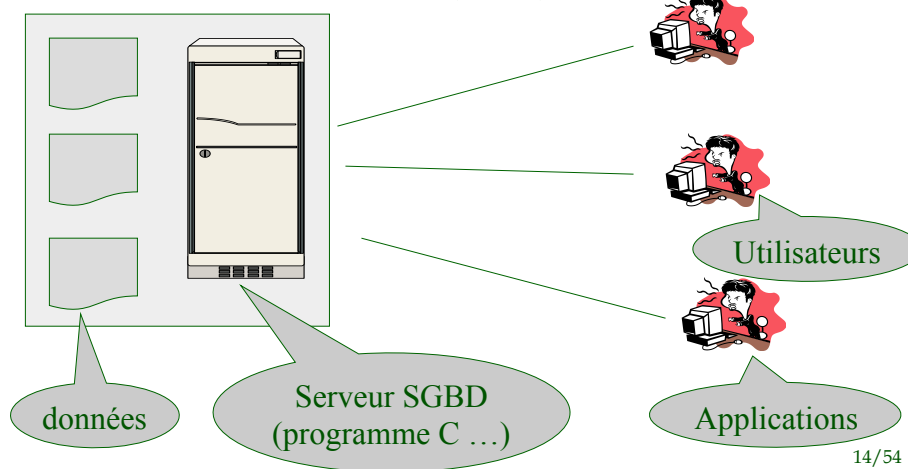 Utilisateurs
données
Serveur SGBD
(programme C ...)
Applications
14/54